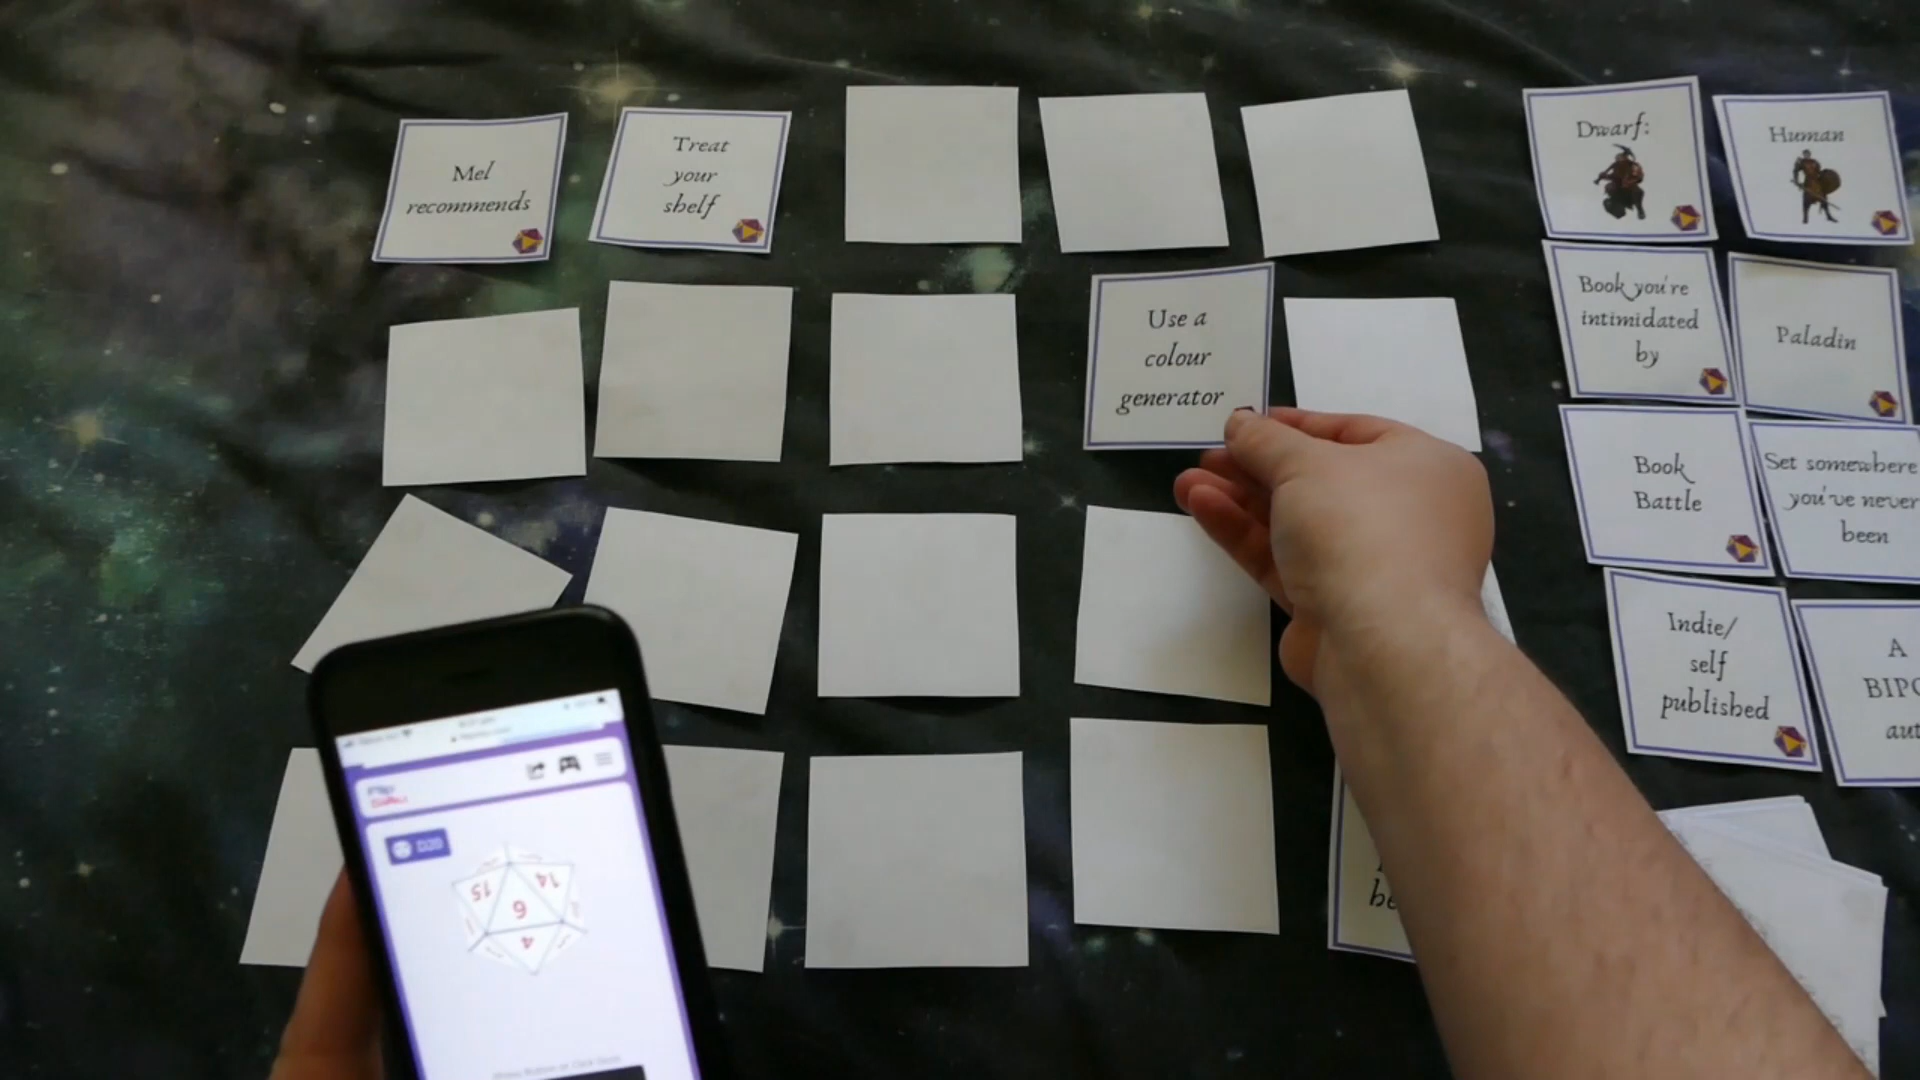 Mel
recommends
Treat
your
shelf
Use a
colour
generator
Dwarf:
Human
Book you're
intimidated
by
Paladin
Book
Battle
Set somewhere
you've never
been
Indie/
self
published
A
D20
15
14
6
4